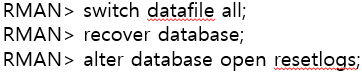 RMAN> switch datafile all;
RMAN> recover database;
RMAN> alter database open resetlogs;